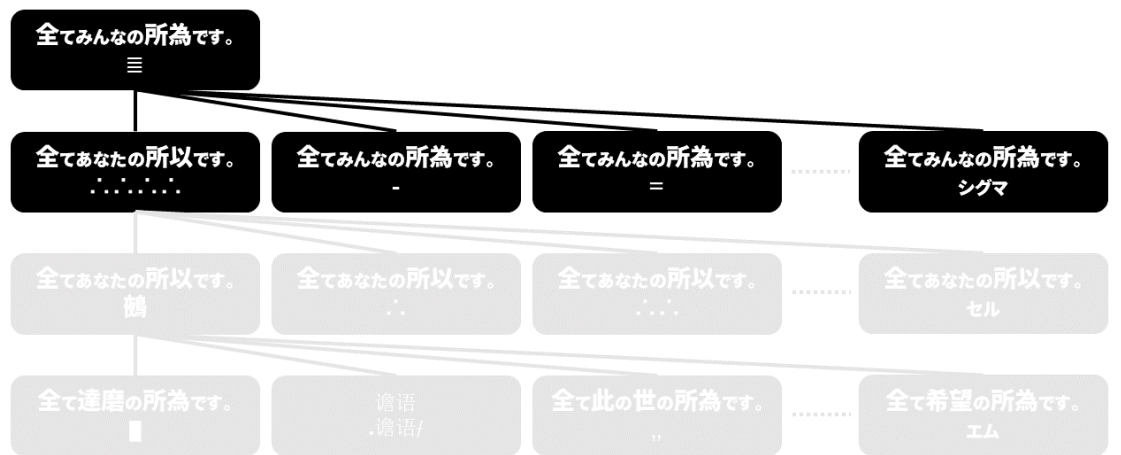 全てみんなの所為です。
𝄛
全てあなたの所以です。
∴∵∴∵∴∵∴
全てみんなの所為です。
-
全てみんなの所為です。
=
全てみんなの所為です。
シグマ
全てあなたの所以です。
鵺
全てあなたの所以です。
∴
全てあなたの所以です。
∴∵∴
全てあなたの所以です。
セル
全て達磨の所為です。
█
谵语
.谵语/
全て此の世の所為です。
,,
全て希望の所為です。
エム